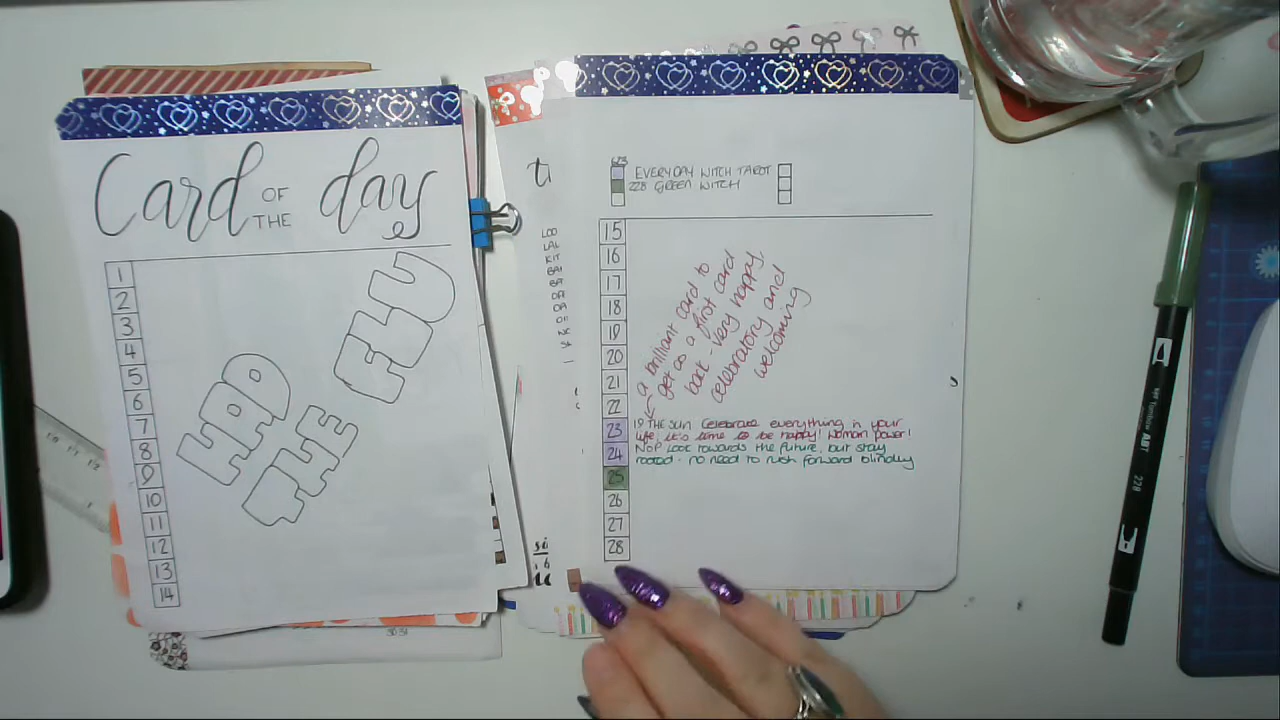 Card OF THE day
1
2
3
4
5
6
7
8
9
10
11
12
13
14
HAD
THE
FLU
623 EVERYDAY WITCH TAROT
228 GREEN WITCH
15
16
17
18
19
20
21
22
23
24
25
26
27
28
a brilliant card to
get as a first card
back - very happy,
celebratory and
welcoming
19 THE SUN Celebrate everything in your
life, it's time to be happy! Woman power!
Look towards the future, but stay
rooted - no need to rush forward blindly
30 31
ABT
228